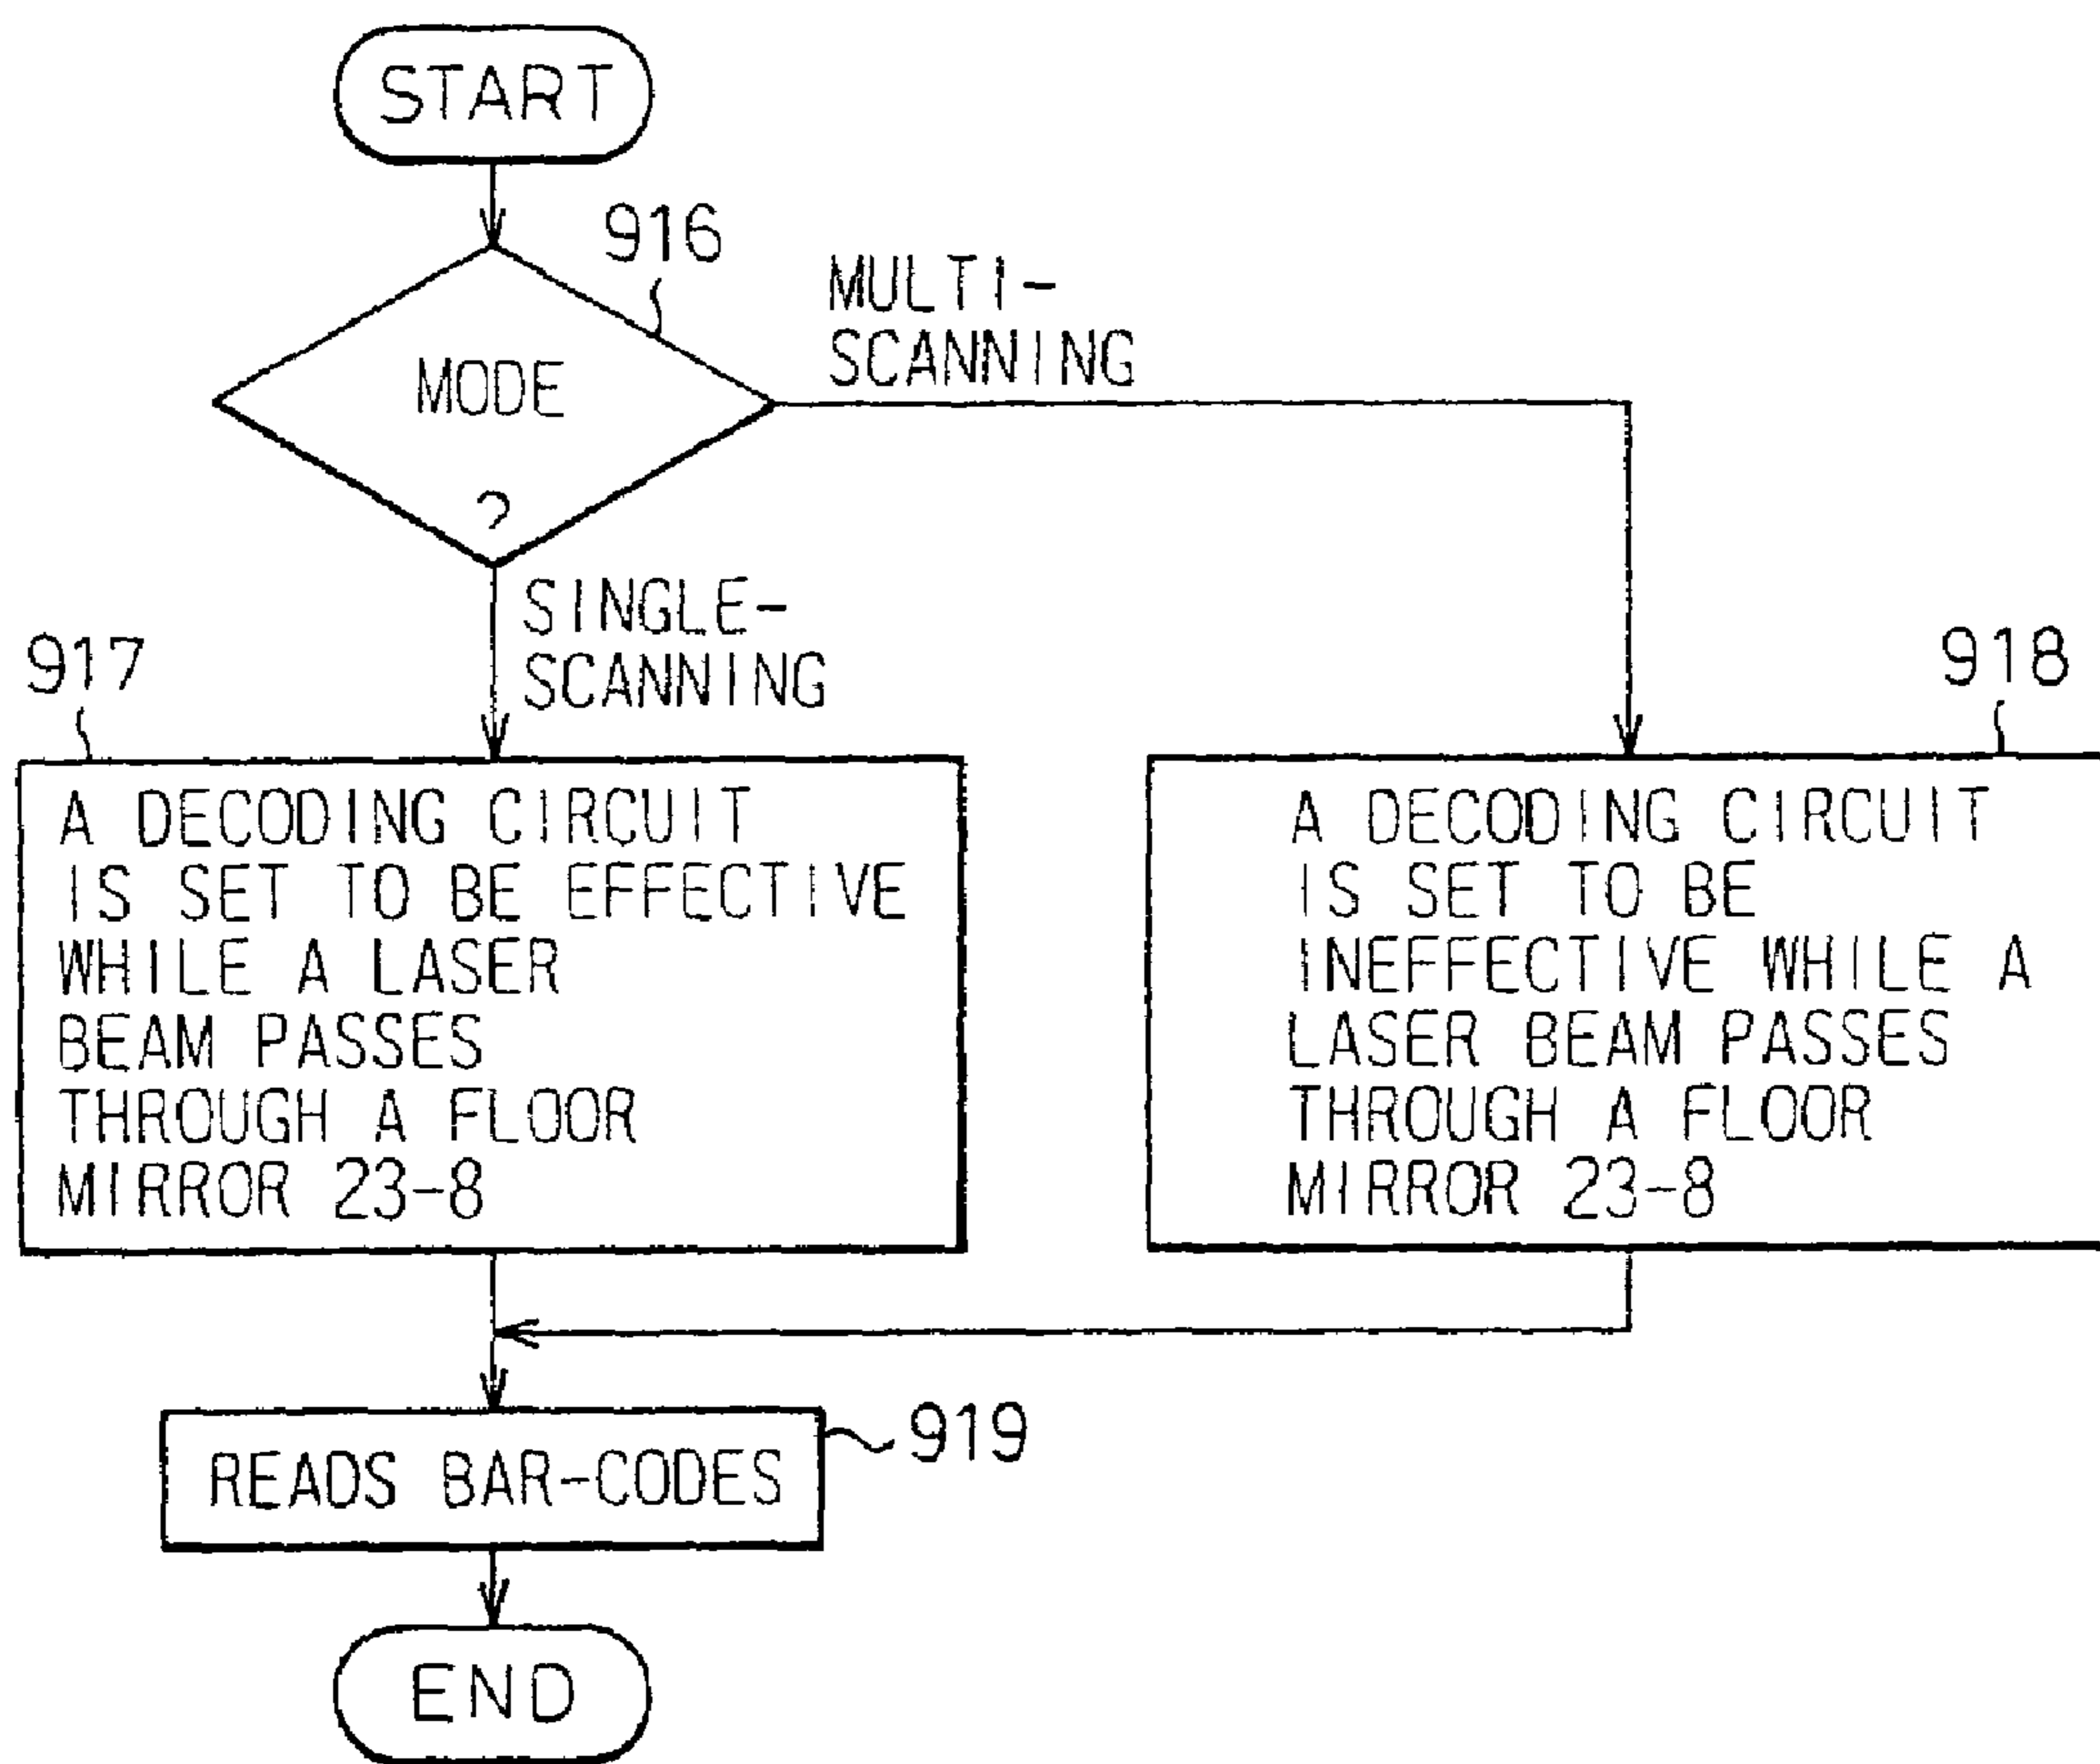 START
916
MODE
?
MULTI-
SCANNING
SINGLE-
SCANNING
917
A DECODING CIRCUIT
IS SET TO BE EFFECTIVE
WHILE A LASER
BEAM PASSES
THROUGH A FLOOR
MIRROR 23-8
918
A DECODING CIRCUIT
IS SET TO BE
INEFFECTIVE WHILE A
LASER BEAM PASSES
THROUGH A FLOOR
MIRROR 23-8
READS BAR-CODES
919
END